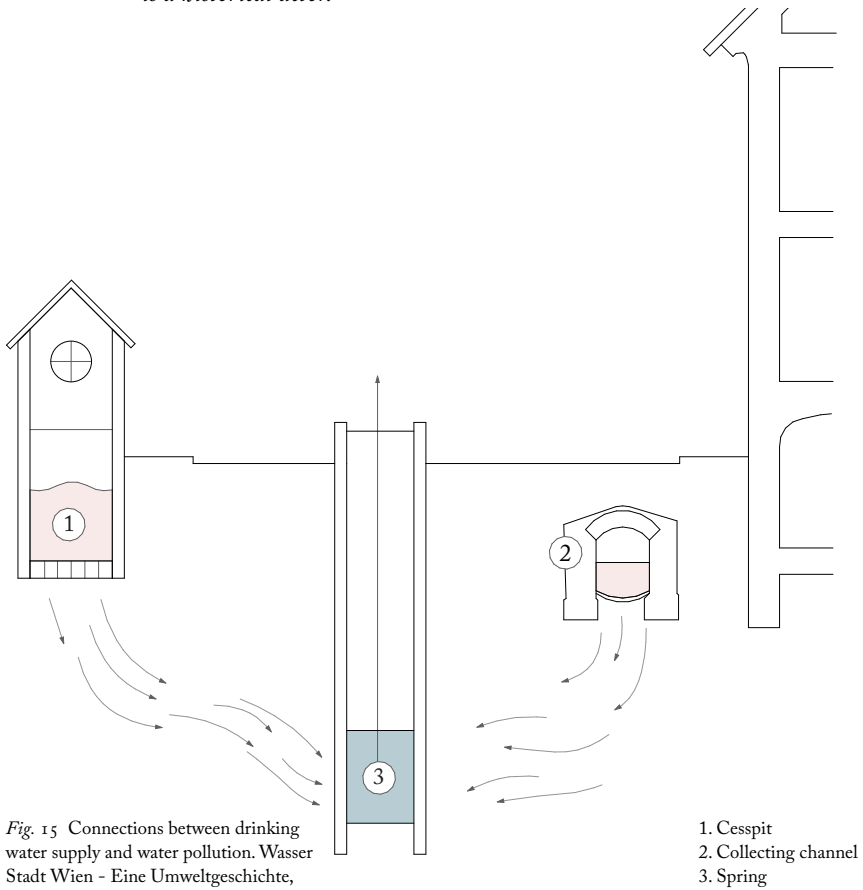 1
2
3
Fig. 15 Connections between drinking
water supply and water pollution. Wasser
Stadt Wien - Eine Umweltgeschichte,
1. Cesspit
2. Collecting channel
3. Spring